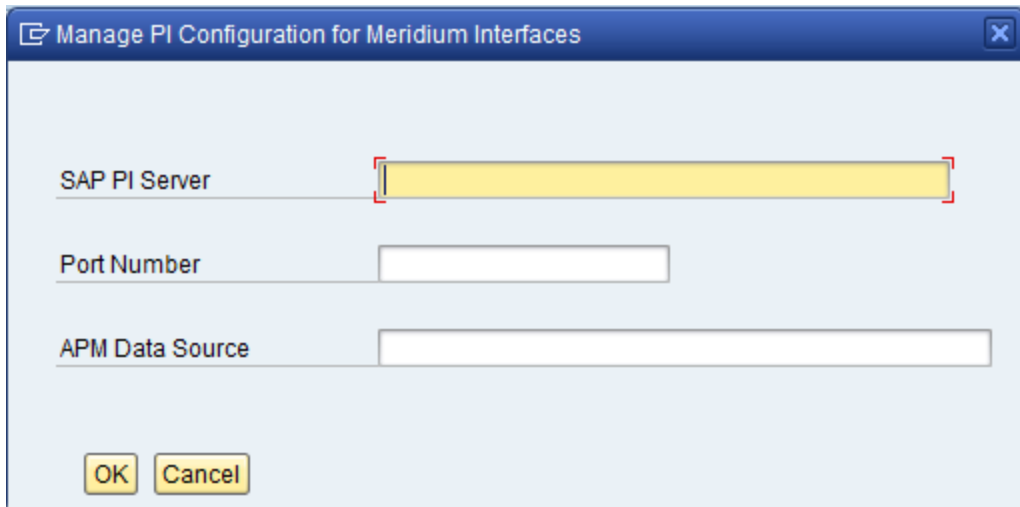 Manage PI Configuration for Meridium Interfaces
SAP PI Server
Port Number
APM Data Source
OK Cancel